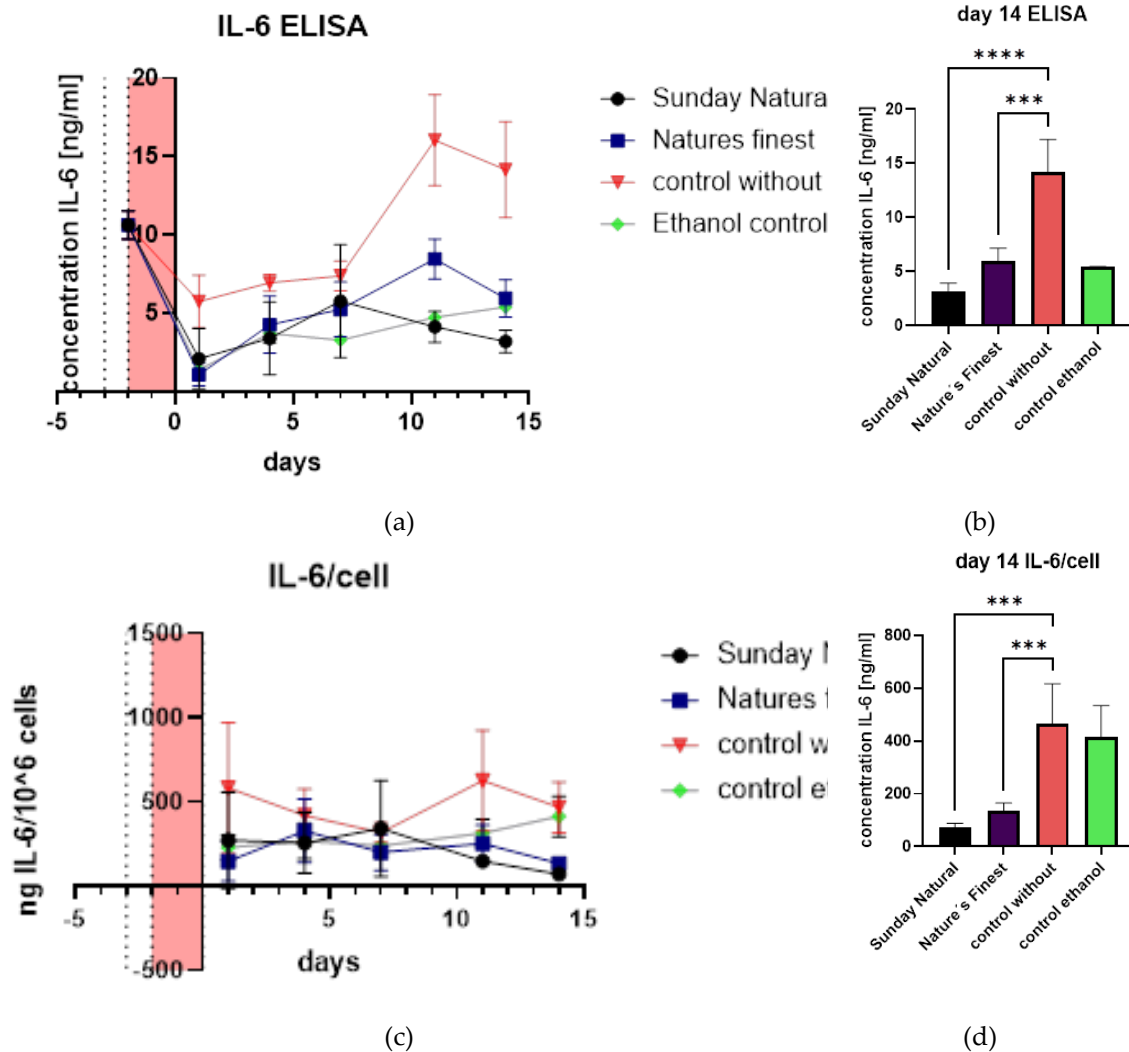 IL-6 ELISA
concentration IL-6 [ng/ml]
20
15
10
5
-5
0
5
10
15
days
Sunday Natura
Natures finest
control without
Ethanol control
(a)
day 14 ELISA
****
***
concentration IL-6 [ng/ml]
20
15
10
5
0
Sunday Natural
Nature´s Finest
control without
control ethanol
(b)
IL-6/cell
ng IL-6/10^6 cells
1500
1000
500
-500
-5
5
10
15
days
Sunday N
Natures f
control w
control et
(c)
day 14 IL-6/cell
***
***
concentration IL-6 [ng/ml]
800
600
400
200
0
Sunday Natural
Nature´s Finest
control without
control ethanol
(d)